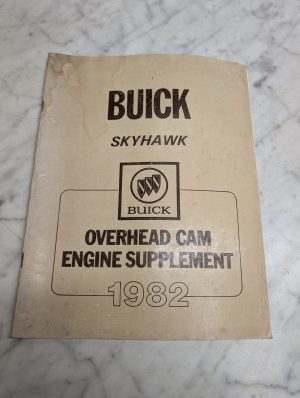 BUICK
SKYHAWK
BUICK
OVERHEAD CAM
ENGINE SUPPLEMENT
1982